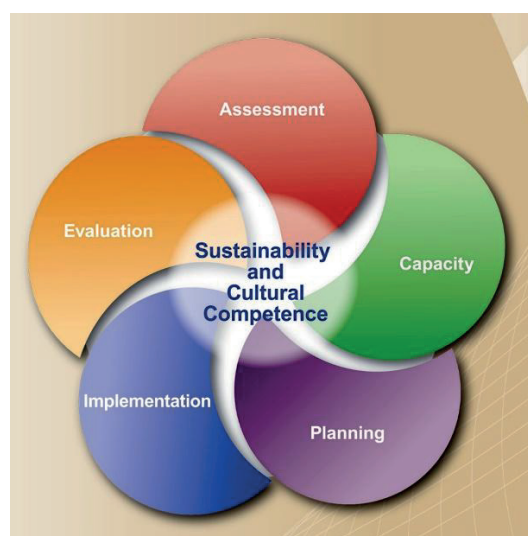 Assessment
Capacity
Planning
Implementation
Evaluation
Sustainability
and
Cultural
Competence